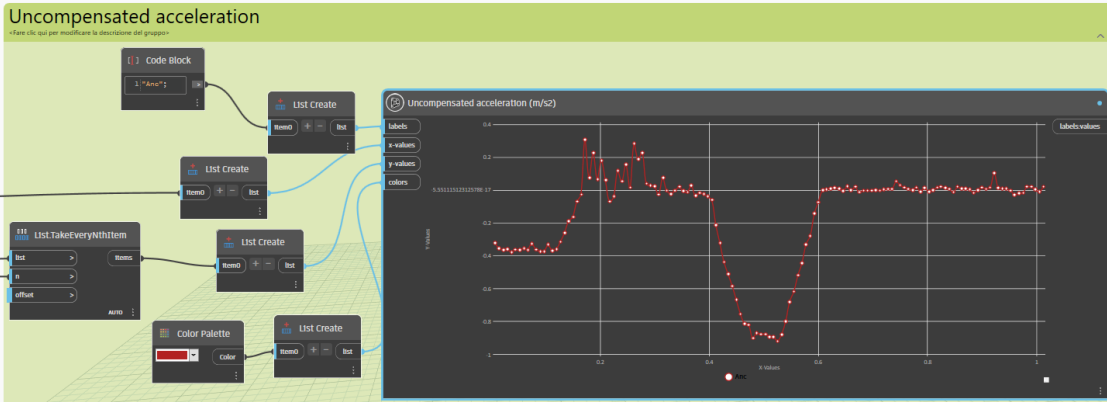 Uncompensated acceleration
<Fare clic qui per modificare la descrizione del gruppo>
Code Block
1 "Anc";
List Create
Item0 + − list
List Create
Item0 + − list
List.TakeEveryNthItem
list > items
n >
offset >
AUTO
List Create
Item0 + − list
Color Palette
Color
List Create
Item0 + − list
Uncompensated acceleration (m/s2)
labels
x-values
y-values
colors
labels:values
Y-Values
0.4
0.2
0.2
0.4
0.6
0.8
1
0.2
0.4
0.6
0.8
1
X Values
Anc